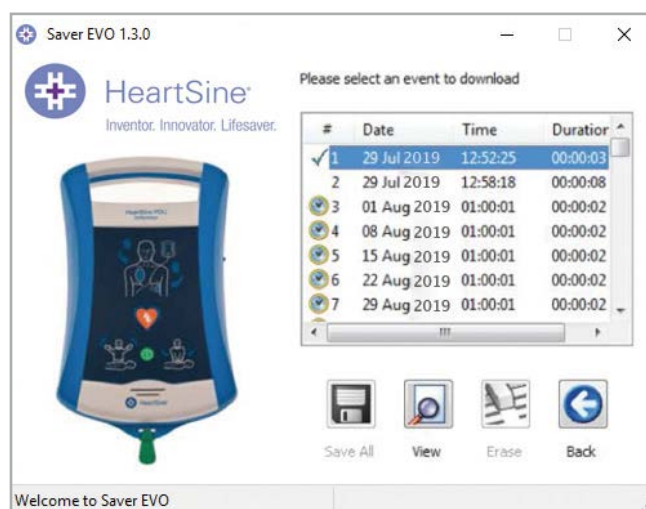 Saver EVO 1.3.0
HeartSine
Inventor. Innovator. Lifesaver.
Please select an event to download
# Date Time Duration
1 29 Jul 2019 12:52:25 00:00:03
2 29 Jul 2019 12:58:18 00:00:08
3 01 Aug 2019 01:00:01 00:00:02
4 08 Aug 2019 01:00:01 00:00:02
5 15 Aug 2019 01:00:01 00:00:02
6 22 Aug 2019 01:00:01 00:00:02
7 29 Aug 2019 01:00:01 00:00:02
HeartSine
Save All View Erase Back
Welcome to Saver EVO